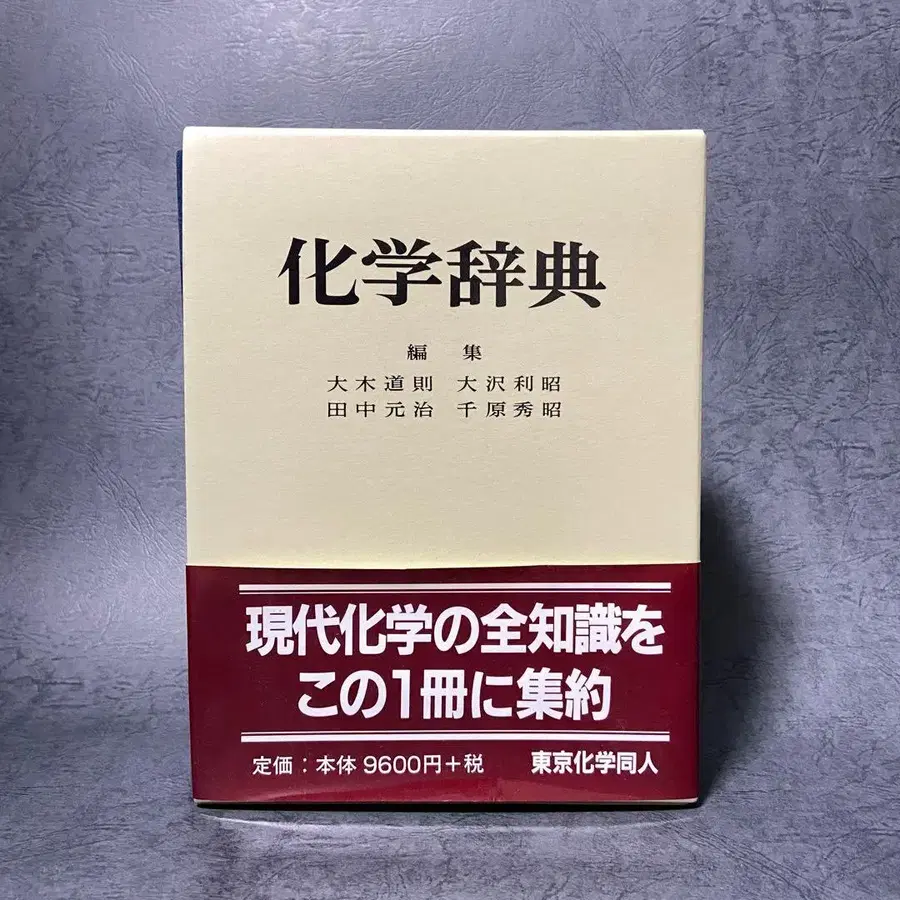 化学辞典
編 集
大木道則 大沢利昭
田中元治 千原秀昭
現代化学の全知識を
この1冊に集約
定価：本体 9600円＋税 東京化学同人